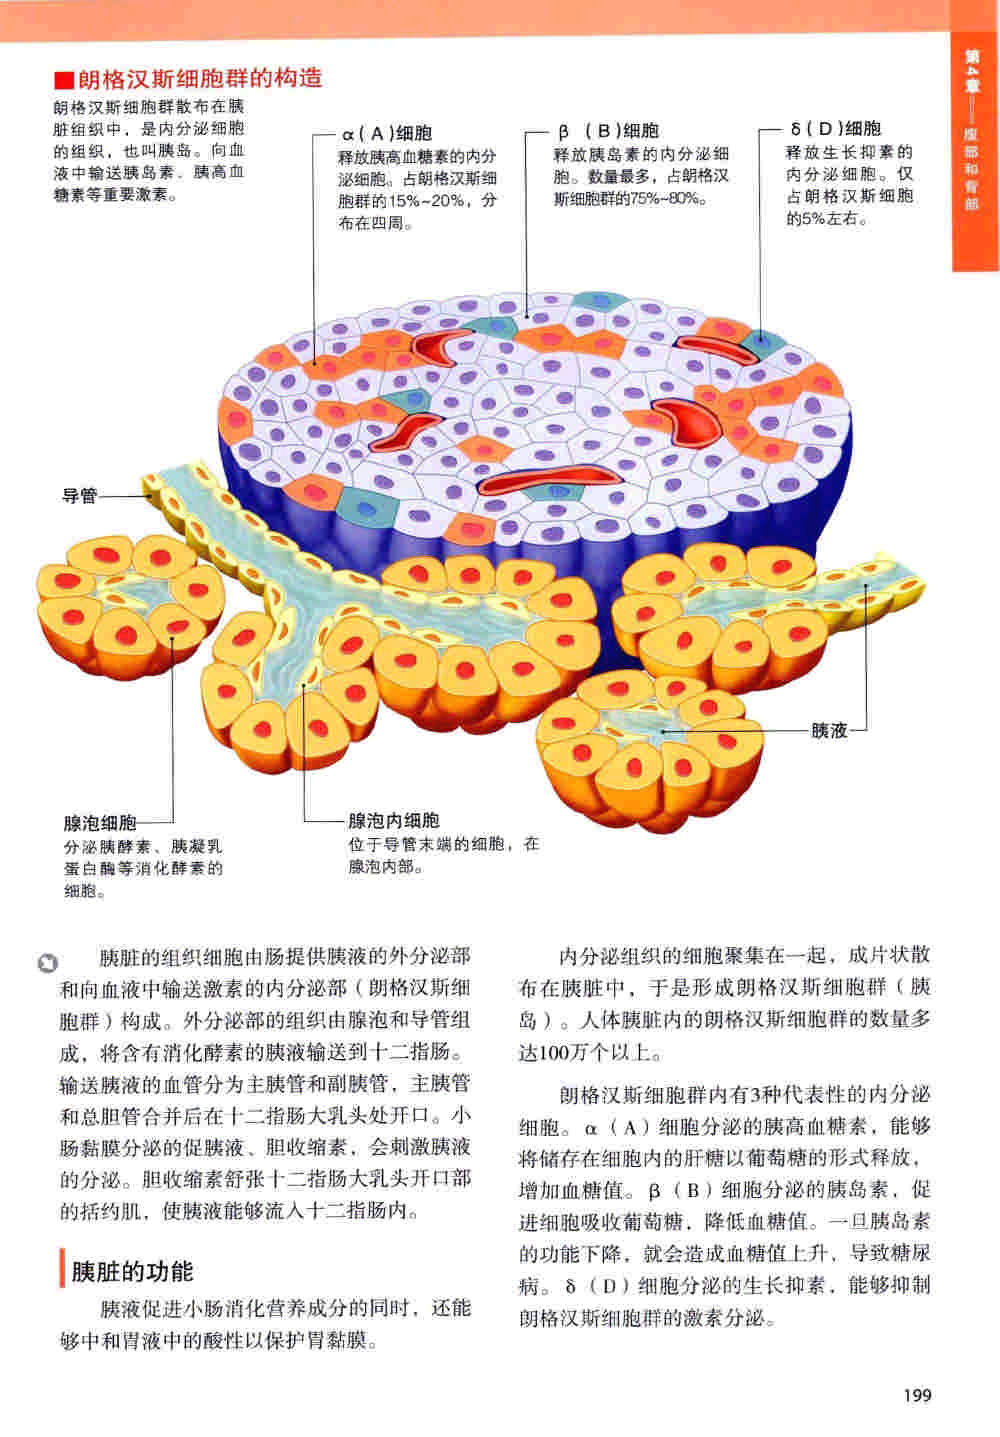 ■朗格汉斯细胞群的构造
朗格汉斯细胞群散布在胰
脏组织中，是内分泌细胞
的组织，也叫胰岛。向血
液中输送胰岛素、胰高血
糖素等重要激素。
α(A)细胞
释放胰高血糖素的内分
泌细胞。占朗格汉斯细
胞群的15%~20%，分
布在四周。
β (B)细胞
释放胰岛素的内分泌细
胞。数量最多，占朗格汉
斯细胞群的75%~80%。
δ(D)细胞
释放生长抑素的
内分泌细胞。仅
占朗格汉斯细胞
的5%左右。
第4章——腹部和背部
导管
胰液
腺泡细胞
分泌胰酵素、胰凝乳
蛋白酶等消化酵素的
细胞。
腺泡内细胞
位于导管末端的细胞，在
腺泡内部。
胰脏的组织细胞由肠提供胰液的外分泌部
和向血液中输送激素的内分泌部（朗格汉斯细
胞群）构成。外分泌部的组织由腺泡和导管组
成，将含有消化酵素的胰液输送到十二指肠。
输送胰液的血管分为主胰管和副胰管，主胰管
和总胆管合并后在十二指肠大乳头处开口。小
肠黏膜分泌的促胰液、胆收缩素，会刺激胰液
的分泌。胆收缩素舒张十二指肠大乳头开口部
的括约肌，使胰液能够流入十二指肠内。
胰脏的功能
胰液促进小肠消化营养成分的同时，还能
够中和胃液中的酸性以保护胃黏膜。
内分泌组织的细胞聚集在一起，成片状散
布在胰脏中，于是形成朗格汉斯细胞群（胰
岛）。人体胰脏内的朗格汉斯细胞群的数量多
达100万个以上。
朗格汉斯细胞群内有3种代表性的内分泌
细胞。α（A）细胞分泌的胰高血糖素，能够
将储存在细胞内的肝糖以葡萄糖的形式释放，
增加血糖值。β（B）细胞分泌的胰岛素，促
进细胞吸收葡萄糖，降低血糖值。一旦胰岛素
的功能下降，就会造成血糖值上升，导致糖尿
病。δ（D）细胞分泌的生长抑素，能够抑制
朗格汉斯细胞群的激素分泌。
199